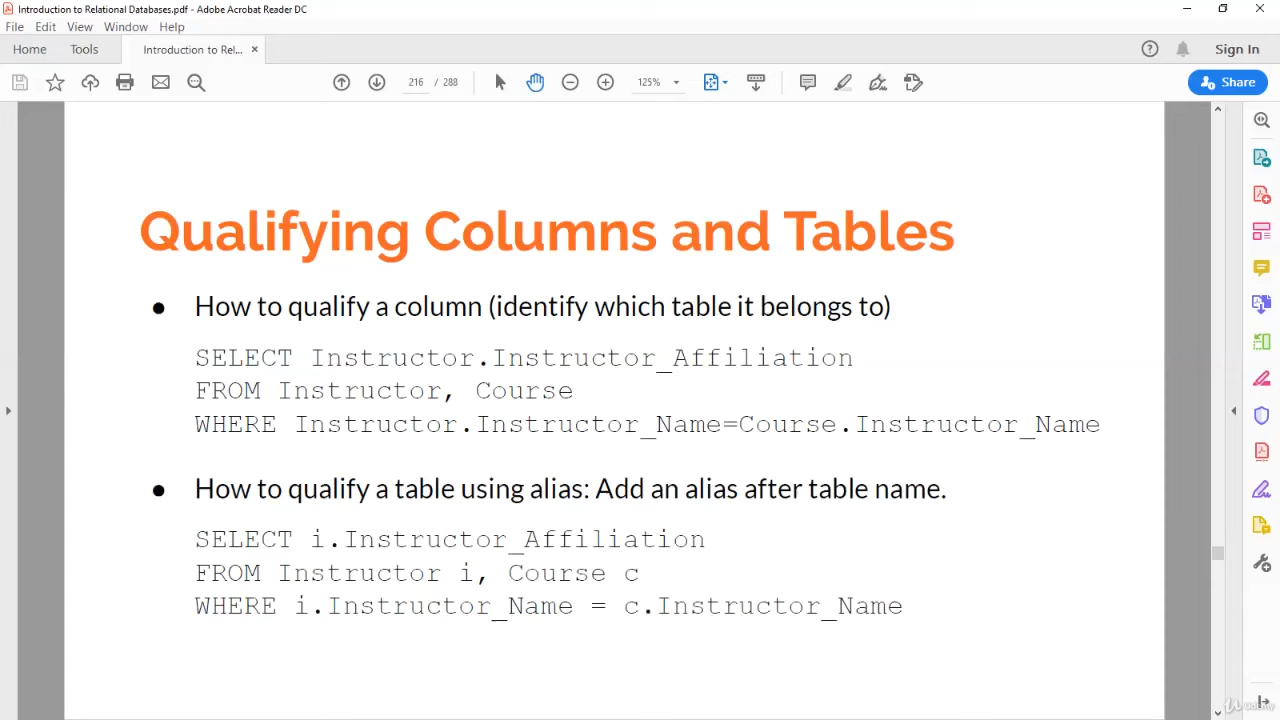 Introduction to Relational Databases.pdf - Adobe Acrobat Reader DC
File Edit View Window Help
Home Tools Introduction to Rel... × Sign In
216 / 288 125% Share
Qualifying Columns and Tables
● How to qualify a column (identify which table it belongs to)
SELECT Instructor.Instructor_Affiliation
FROM Instructor, Course
WHERE Instructor.Instructor_Name=Course.Instructor_Name
● How to qualify a table using alias: Add an alias after table name.
SELECT i.Instructor_Affiliation
FROM Instructor i, Course c
WHERE i.Instructor_Name = c.Instructor_Name
Udemy